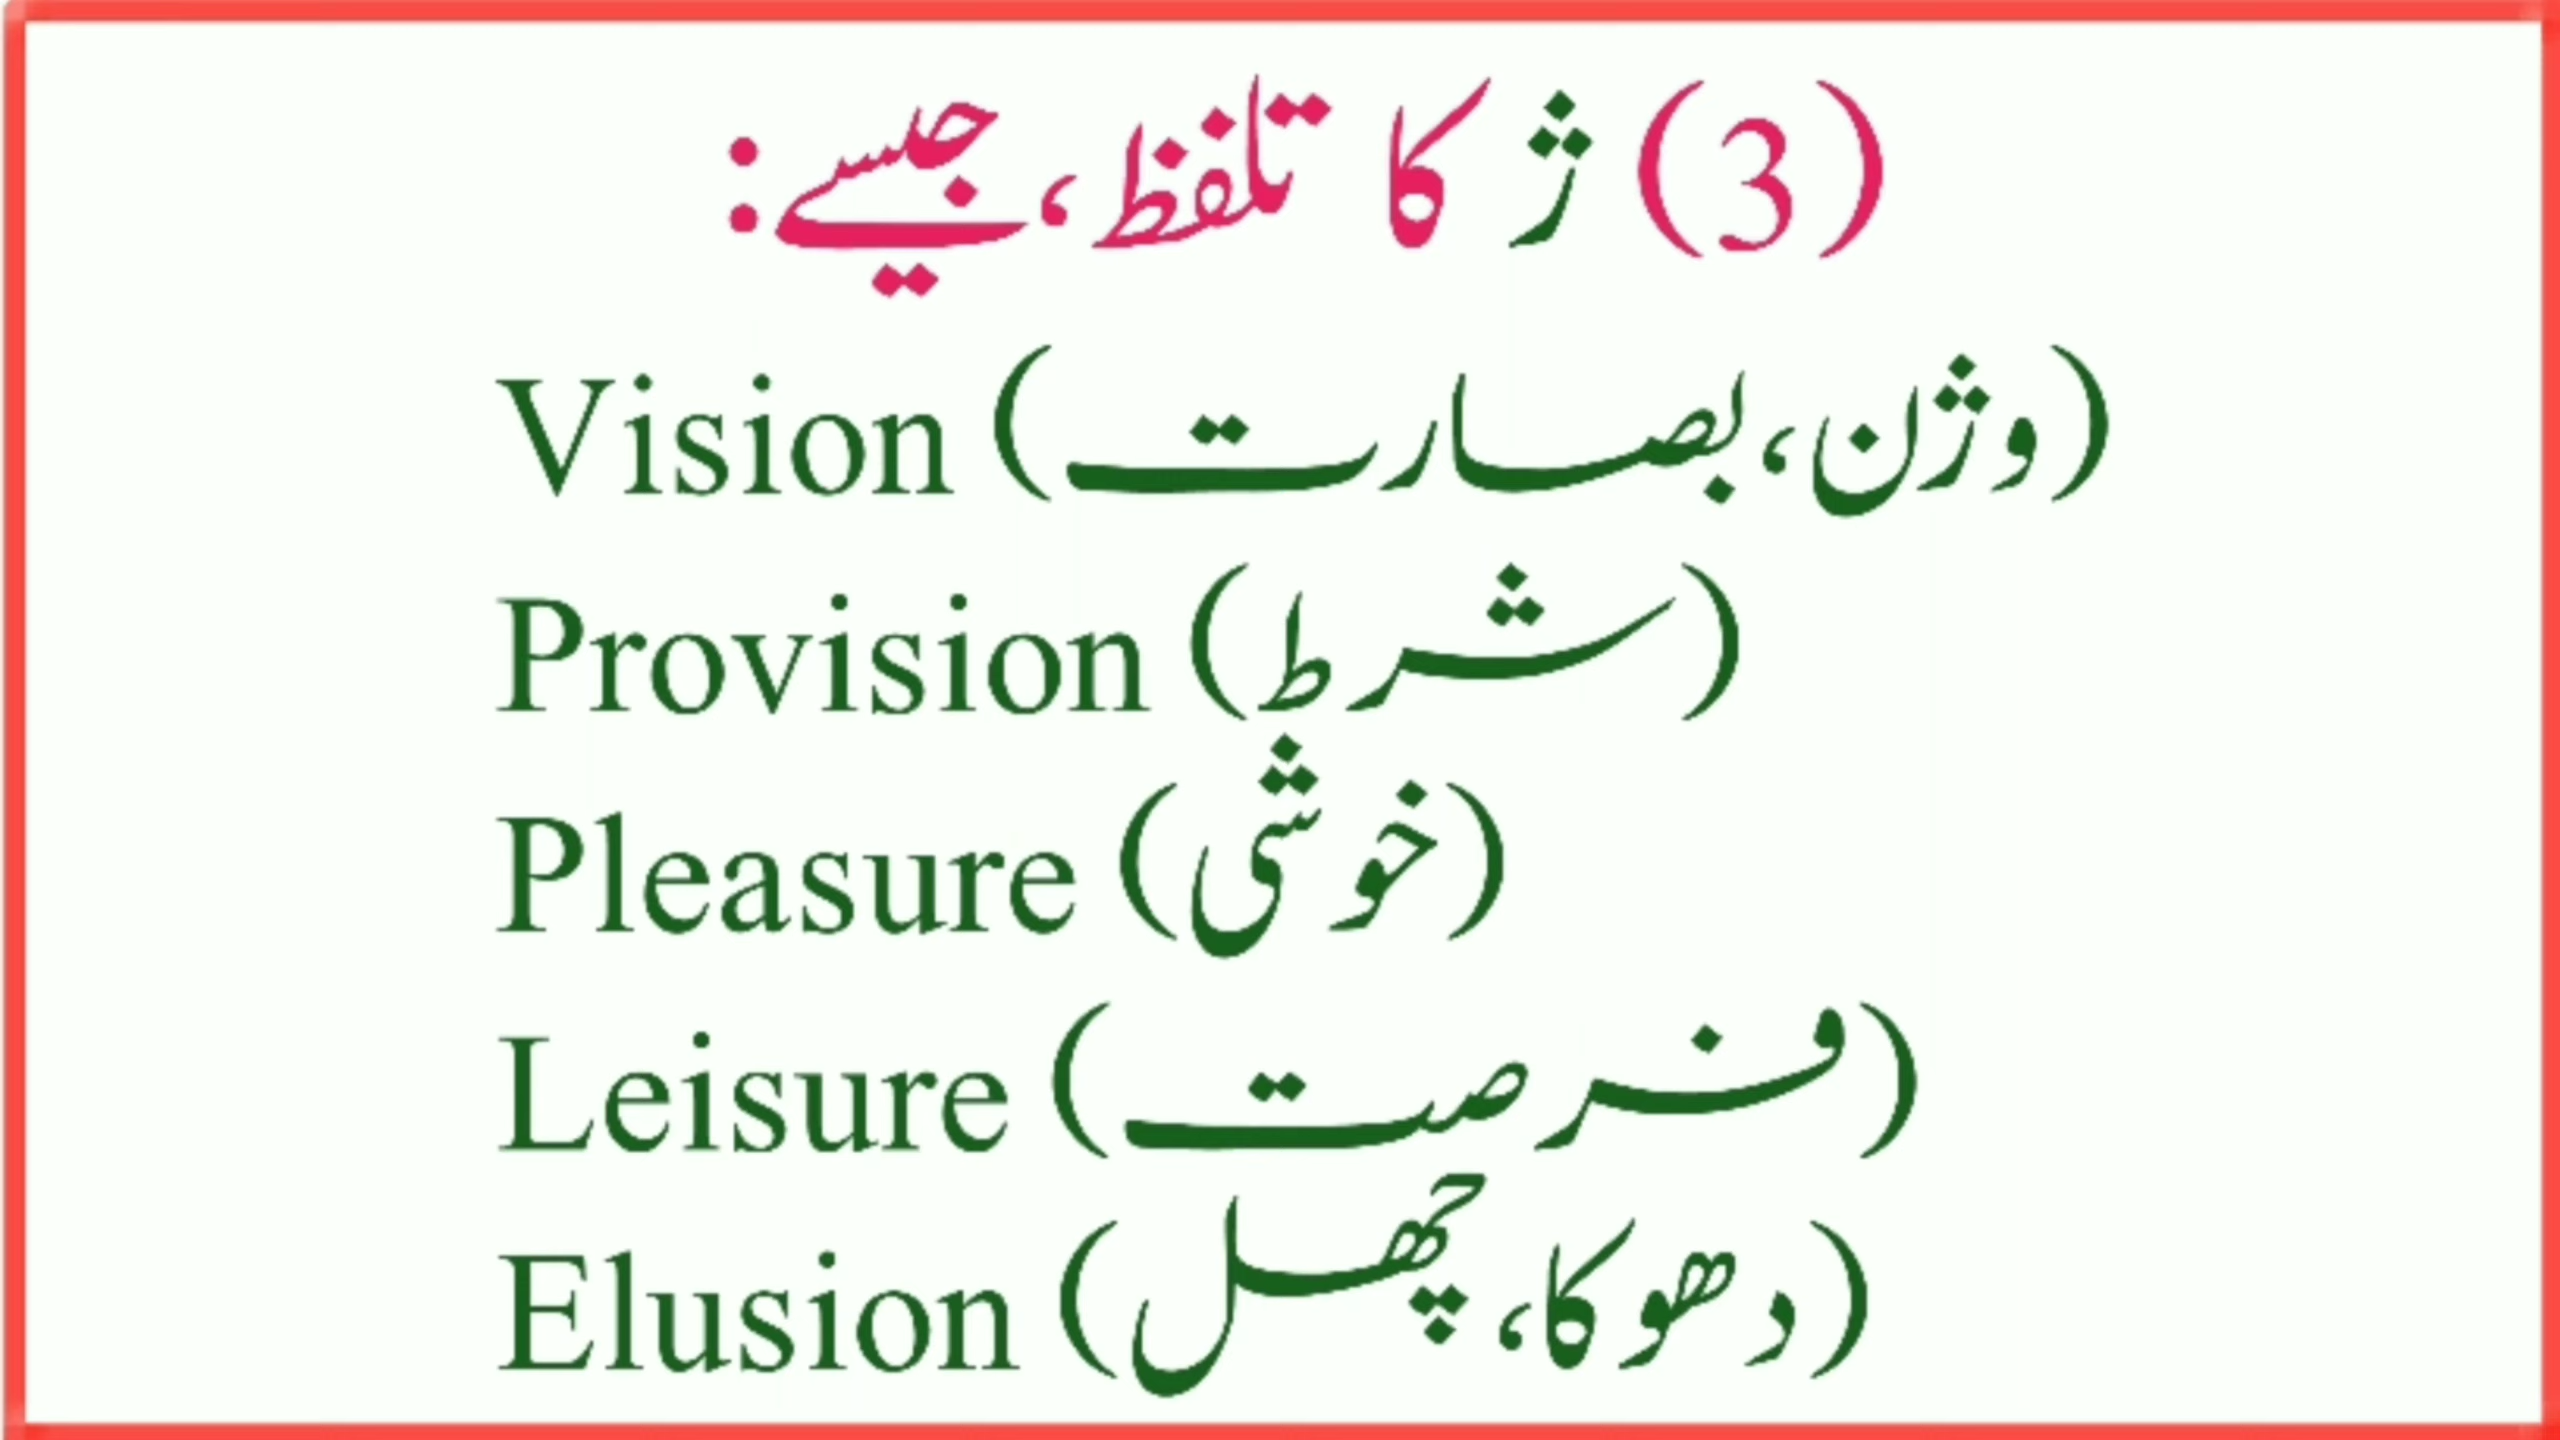 (3) ژ کا تلفظ، جیسے:
Vision (وژن، بصارت)
Provision (شرط)
Pleasure (خوشی)
Leisure (فرصت)
Elusion (دھوکا، چھل)